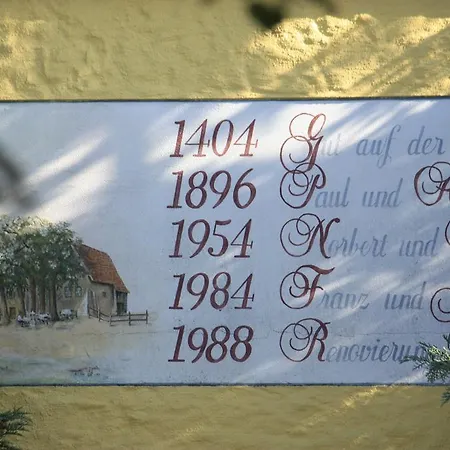 1404 Gut auf der
1896 Paul und A
1954 Norbert und
1984 Franz und
1988 Renovierun